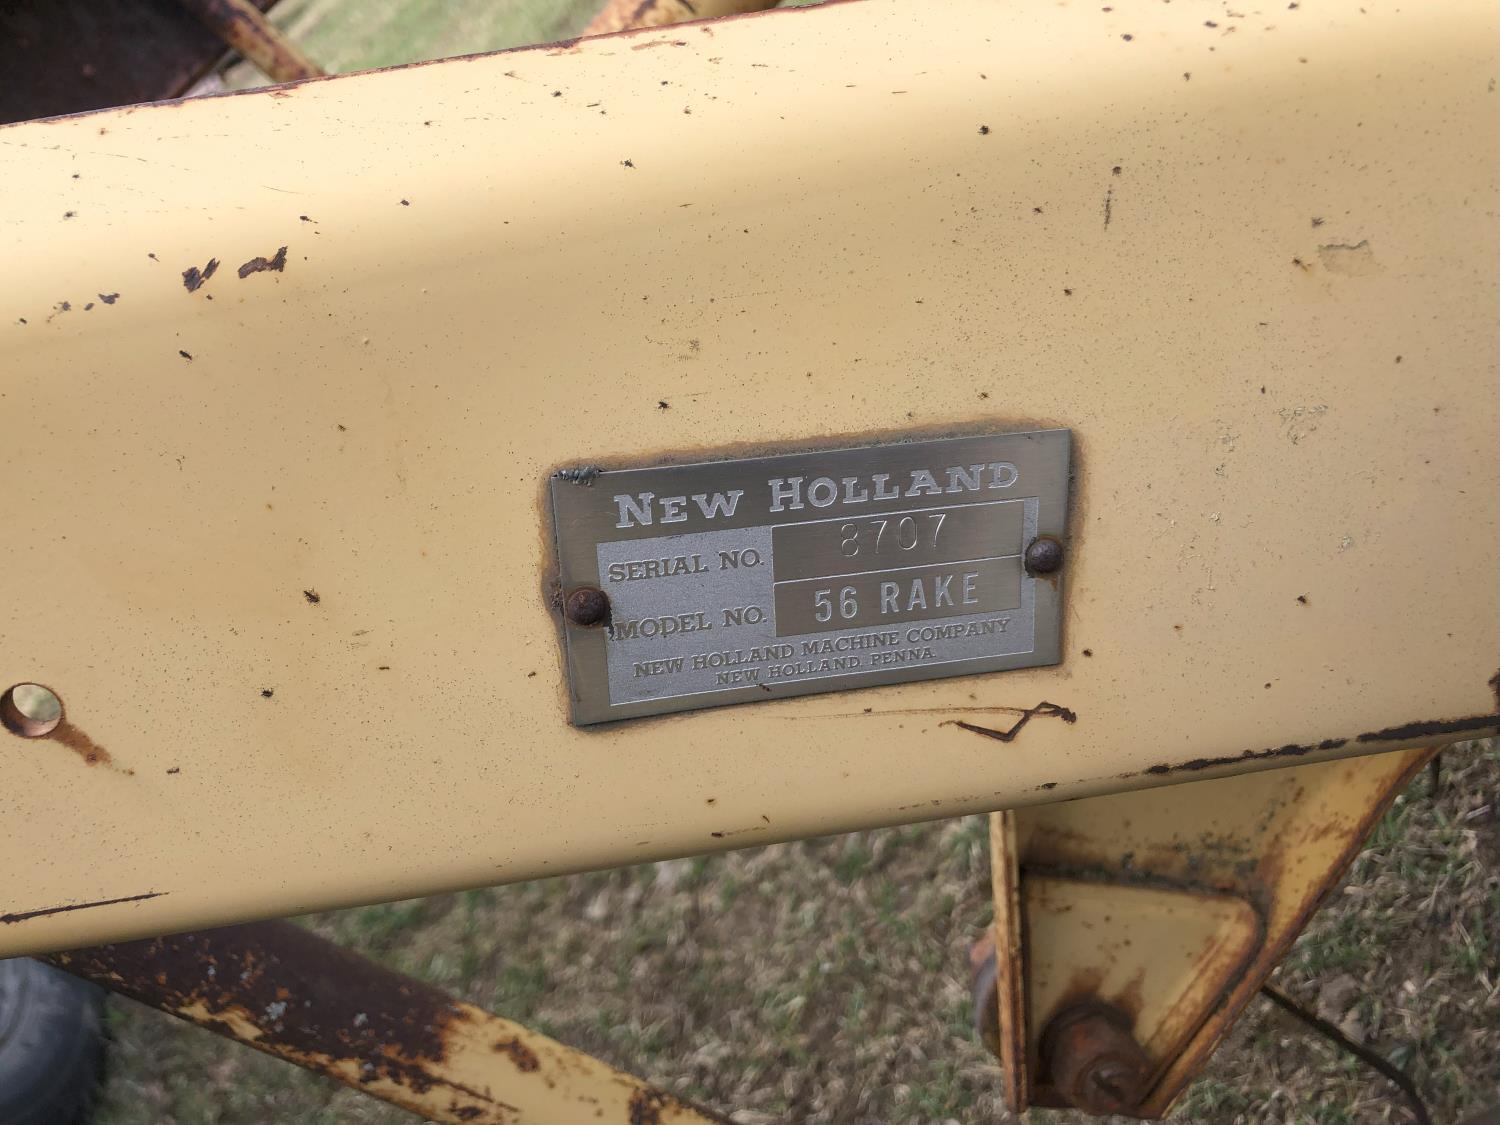 NEW HOLLAND
SERIAL NO. 8707
MODEL NO. 56 RAKE
NEW HOLLAND MACHINE COMPANY
NEW HOLLAND, PENNA.